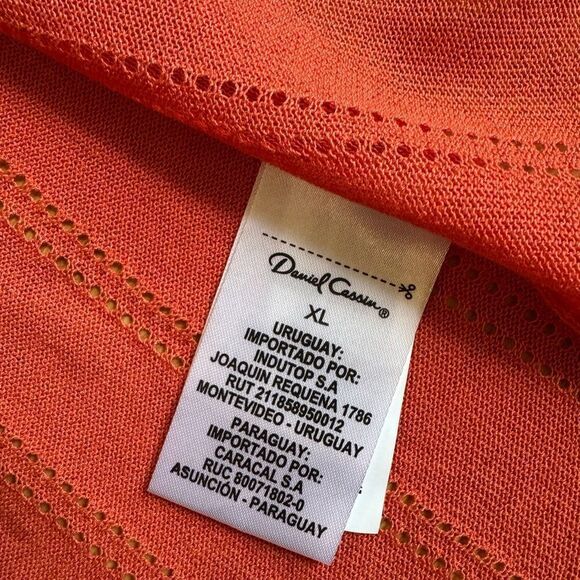 Daniel Cassin®
XL
URUGUAY:
IMPORTADO POR:
INDUTOP S.A
JOAQUIN REQUENA 1786
RUT 211858950012
MONTEVIDEO - URUGUAY
PARAGUAY:
IMPORTADO POR:
CARACAL S.A
RUC 80071802-0
ASUNCIÓN - PARAGUAY